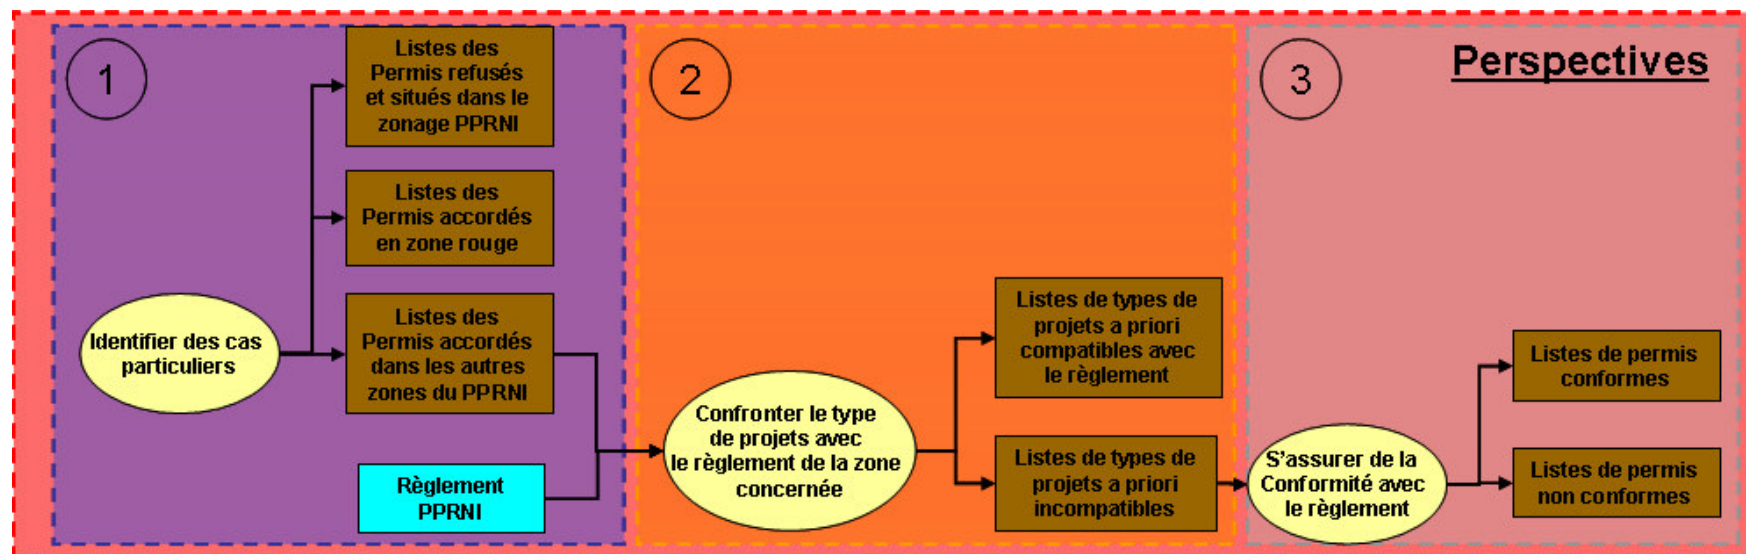 1
Listes des
Permis refusés
et situés dans le
zonage PPRNI
Listes des
Permis accordés
en zone rouge
Identifier des cas
particuliers
Listes des
Permis accordés
dans les autres
zones du PPRNI
Règlement
PPRNI
2
Confronter le type
de projets avec
le règlement de la zone
concernée
Listes de types de
projets a priori
compatibles avec
le règlement
Listes de types de
projets a priori
incompatibles
3
Perspectives
S'assurer de la
Conformité avec
le règlement
Listes de permis
conformes
Listes de permis
non conformes